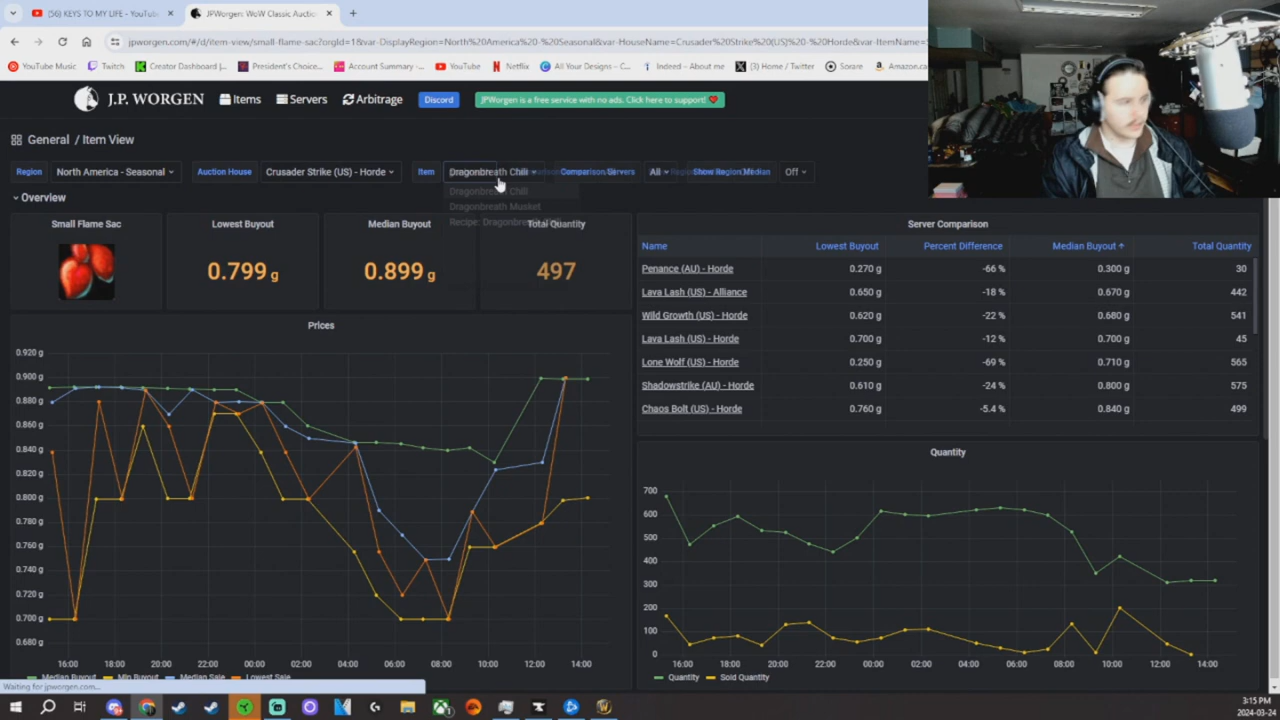 (56) KEYS TO MY LIFE - YouTube
JPWorgen: WoW Classic Auctio
jpworgen.com/#/d/item-view/small-flame-sac?orgId=1&var-DisplayRegion=North%20America%20-%20Seasonal&var-HouseName=Crusader%20Strike%20(US)%20-%20Horde&var-ItemName=S
YouTube Music
Twitch
Creator Dashboard |...
President's Choice...
Account Summary -...
YouTube
Netflix
All Your Designs – C...
Indeed – About me
(3) Home / Twitter
Sorare
Amazon.ca
J.P. WORGEN
Items
Servers
Arbitrage
Discord
JPWorgen is a free service with no ads. Click here to support!
General / Item View
Region North America - Seasonal
Auction House Crusader Strike (US) - Horde
Item Dragonbreath Chili
Comparison Servers All
Show Region Median Off
Dragonbreath Chili
Dragonbreath Musket
Recipe: Dragonbreath
Overview
Small Flame Sac
Lowest Buyout
0.799 g
Median Buyout
0.899 g
Total Quantity
497
Server Comparison
Name Lowest Buyout Percent Difference Median Buyout Total Quantity
Penance (AU) - Horde 0.270 g -66 % 0.300 g 30
Lava Lash (US) - Alliance 0.650 g -18 % 0.670 g 442
Wild Growth (US) - Horde 0.620 g -22 % 0.680 g 541
Lava Lash (US) - Horde 0.700 g -12 % 0.700 g 45
Lone Wolf (US) - Horde 0.250 g -69 % 0.710 g 565
Shadowstrike (AU) - Horde 0.610 g -24 % 0.800 g 575
Chaos Bolt (US) - Horde 0.760 g -5.4 % 0.840 g 499
Prices
0.920 g
0.900 g
0.880 g
0.860 g
0.840 g
0.820 g
0.800 g
0.780 g
0.760 g
0.740 g
0.720 g
0.700 g
0.680 g
16:00 18:00 20:00 22:00 00:00 02:00 04:00 06:00 08:00 10:00 12:00 14:00
Median Buyout Min Buyout Median Sale Lowest Sale
Quantity
700
600
500
400
300
200
100
0
16:00 18:00 20:00 22:00 00:00 02:00 04:00 06:00 08:00 10:00 12:00 14:00
Quantity Sold Quantity
Waiting for jpworgen.com...
3:15 PM
2024-03-24